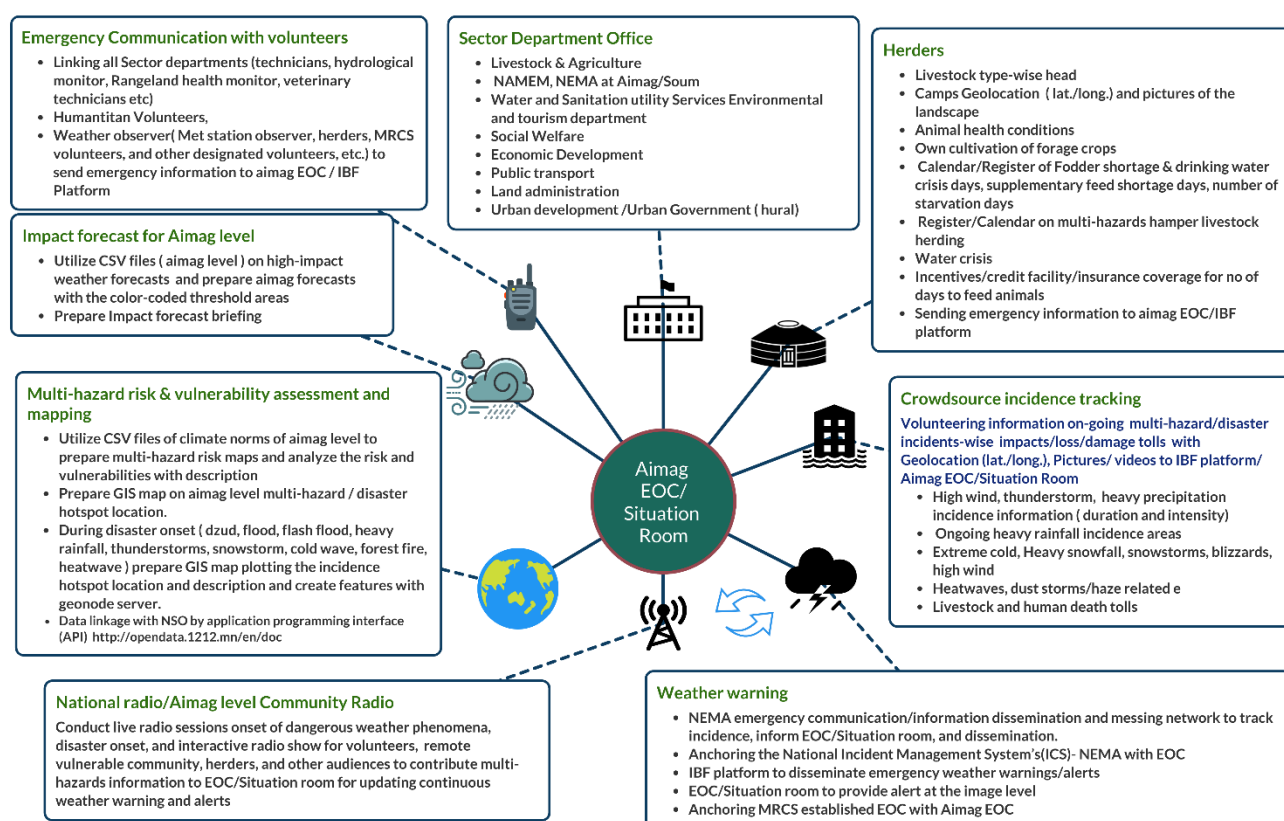 Emergency Communication with volunteers
• Linking all Sector departments (technicians, hydrological
monitor, Rangeland health monitor, veterinary
technicians etc)
• Humantitan Volunteers,
• Weather observer( Met station observer, herders, MRCS
volunteers, and other designated volunteers, etc.) to
send emergency information to aimag EOC / IBF
Platform
Sector Department Office
• Livestock & Agriculture
• NAMEM, NEMA at Aimag/Soum
• Water and Sanitation utility Services Environmental
and tourism department
• Social Welfare
• Economic Development
• Public transport
• Land administration
• Urban development /Urban Government ( hural)
Herders
• Livestock type-wise head
• Camps Geolocation ( lat./long.) and pictures of the
landscape
• Animal health conditions
• Own cultivation of forage crops
• Calendar/Register of Fodder shortage & drinking water
crisis days, supplementary feed shortage days, number of
starvation days
• Register/Calendar on multi-hazards hamper livestock
herding
• Water crisis
• Incentives/credit facility/insurance coverage for no of
days to feed animals
• Sending emergency information to aimag EOC/IBF
platform
Impact forecast for Aimag level
• Utilize CSV files ( aimag level ) on high-impact
weather forecasts and prepare aimag forecasts
with the color-coded threshold areas
• Prepare Impact forecast briefing
Multi-hazard risk & vulnerability assessment and
mapping
• Utilize CSV files of climate norms of aimag level to
prepare multi-hazard risk maps and analyze the risk and
vulnerabilities with description
• Prepare GIS map on aimag level multi-hazard / disaster
hotspot location.
• During disaster onset ( dzud, flood, flash flood, heavy
rainfall, thunderstorms, snowstorm, cold wave, forest fire,
heatwave ) prepare GIS map plotting the incidence
hotspot location and description and create features with
geonode server.
• Data linkage with NSO by application programming interface
(API) http://opendata.1212.mn/en/doc
Aimag
EOC/
Situation
Room
Crowdsource incidence tracking
Volunteering information on-going multi-hazard/disaster
incidents-wise impacts/loss/damage tolls with
Geolocation (lat./long.), Pictures/ videos to IBF platform/
Aimag EOC/Situation Room
• High wind, thunderstorm, heavy precipitation
incidence information ( duration and intensity)
• Ongoing heavy rainfall incidence areas
• Extreme cold, Heavy snowfall, snowstorms, blizzards,
high wind
• Heatwaves, dust storms/haze related e
• Livestock and human death tolls
National radio/Aimag level Community Radio
Conduct live radio sessions onset of dangerous weather phenomena,
disaster onset, and interactive radio show for volunteers, remote
vulnerable community, herders, and other audiences to contribute multi-
hazards information to EOC/Situation room for updating continuous
weather warning and alerts
Weather warning
• NEMA emergency communication/information dissemination and messing network to track
incidence, inform EOC/Situation room, and dissemination.
• Anchoring the National Incident Management System's(ICS)- NEMA with EOC
• IBF platform to disseminate emergency weather warnings/alerts
• EOC/Situation room to provide alert at the image level
• Anchoring MRCS established EOC with Aimag EOC